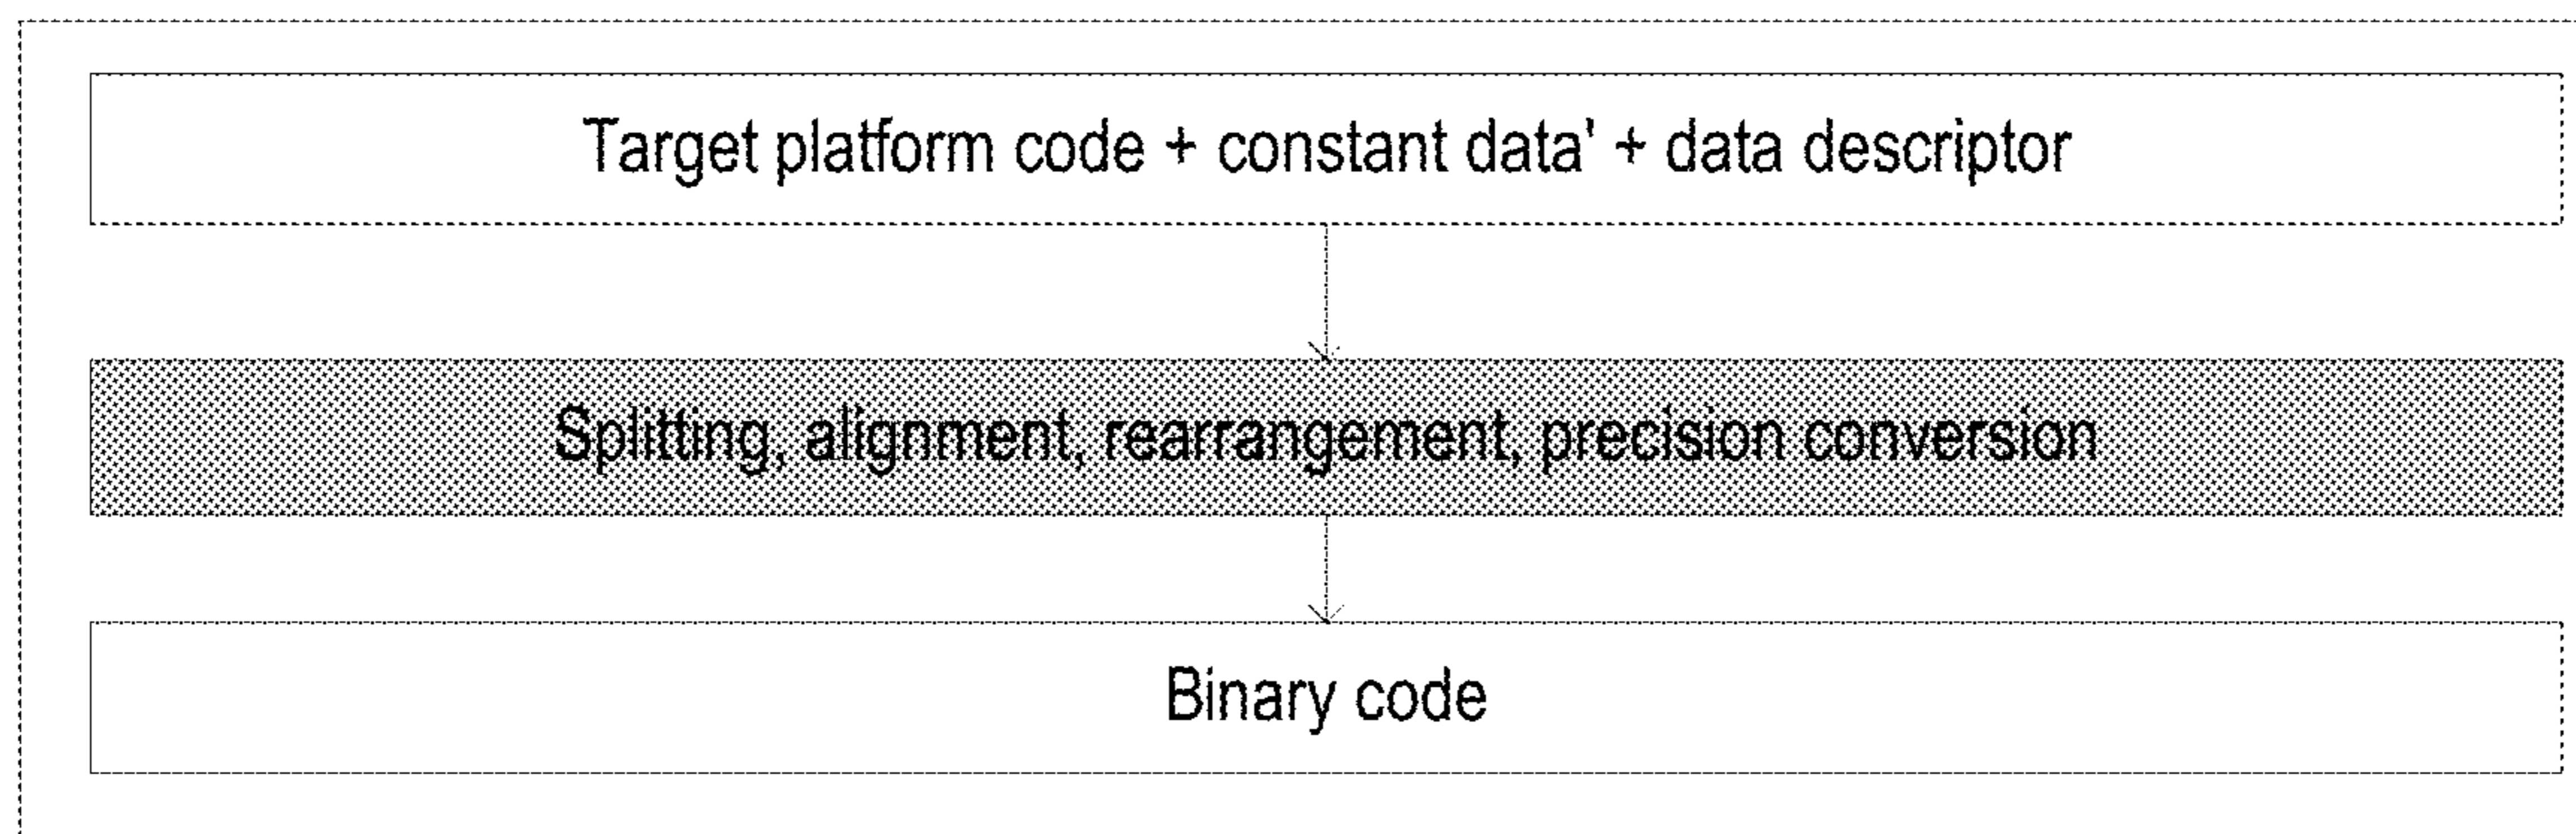 Target platform code + constant data' + data descriptor
Splitting, alignment, rearrangement, precision conversion
Binary code